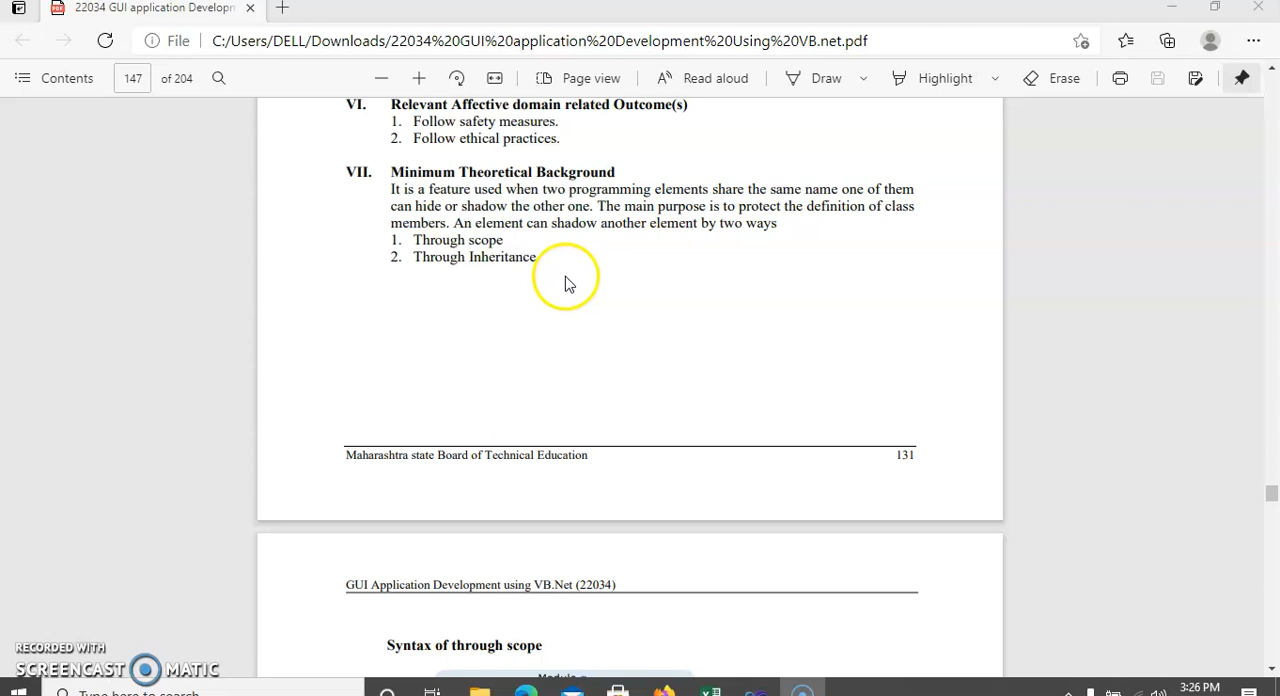 22034 GUI application Developm
File C:/Users/DELL/Downloads/22034%20GUI%20application%20Development%20Using%20VB.net.pdf
Contents 147 of 204 Page view Read aloud Draw Highlight Erase
VI. Relevant Affective domain related Outcome(s)
1. Follow safety measures.
2. Follow ethical practices.
VII. Minimum Theoretical Background
It is a feature used when two programming elements share the same name one of them
can hide or shadow the other one. The main purpose is to protect the definition of class
members. An element can shadow another element by two ways
1. Through scope
2. Through Inheritance
Maharashtra state Board of Technical Education 131
GUI Application Development using VB.Net (22034)
Syntax of through scope
RECORDED WITH
SCREENCAST MATIC
Type here to search
3:26 PM